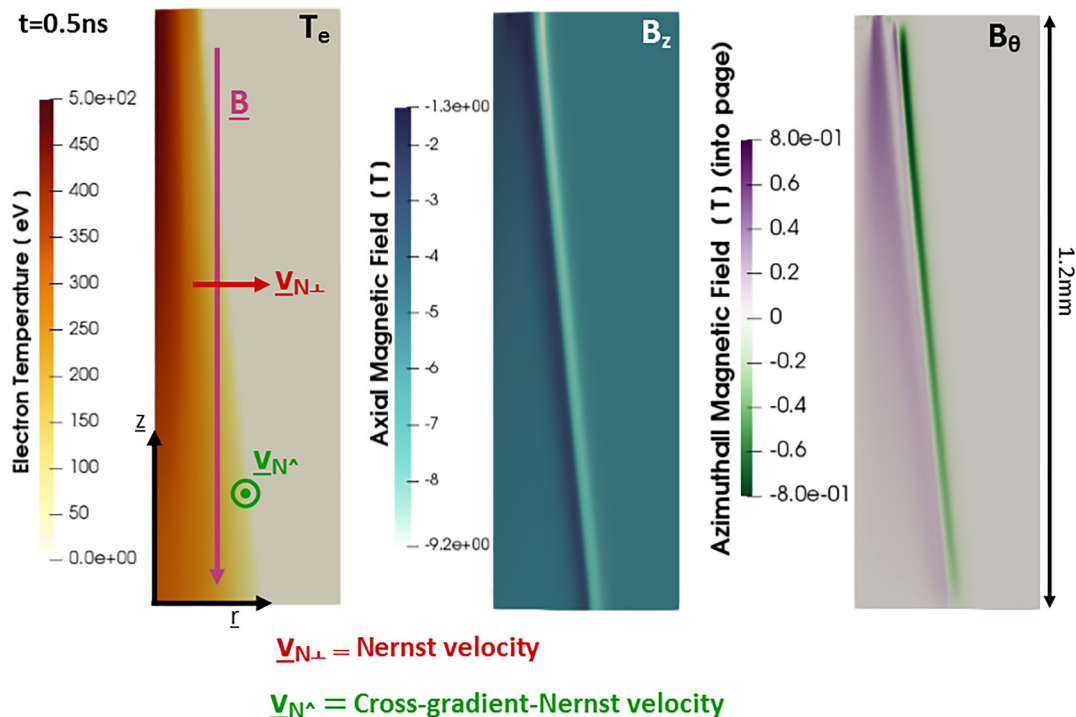 t=0.5ns
Te
Bz
Bθ
B
5.0e+02
450
400
350
300
250
200
150
100
50
0.0e+00
Electron Temperature ( eV )
vN⊥
vN^
z
r
-1.3e+00
-2
-3
-4
-5
-6
-7
-8
-9.2e+00
Axial Magnetic Field ( T )
8.0e-01
0.6
0.4
0.2
0
-0.2
-0.4
-0.6
-8.0e-01
Azimuthall Magnetic Field ( T ) (into page)
1.2mm
vN⊥ = Nernst velocity
vN^ = Cross-gradient-Nernst velocity